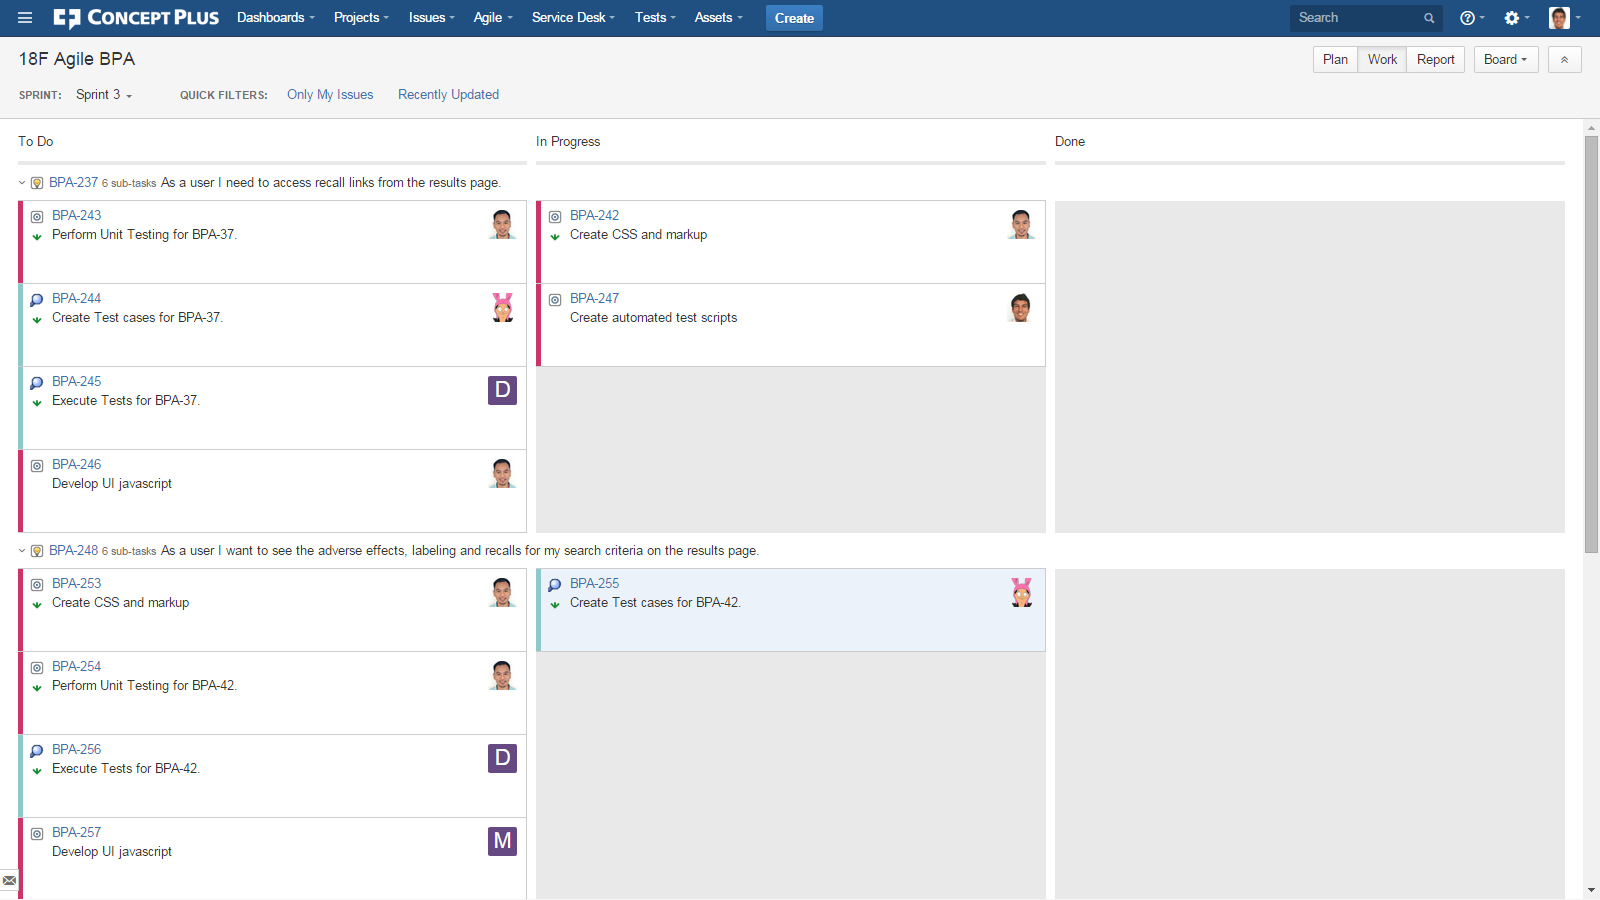 CONCEPT PLUS Dashboards Projects Issues Agile Service Desk Tests Assets Create Search
18F Agile BPA
Plan Work Report Board
SPRINT: Sprint 3 QUICK FILTERS: Only My Issues Recently Updated
To Do In Progress Done
BPA-237 6 sub-tasks As a user I need to access recall links from the results page.
BPA-243
Perform Unit Testing for BPA-37.
BPA-244
Create Test cases for BPA-37.
BPA-245
Execute Tests for BPA-37.
D
BPA-246
Develop UI javascript
BPA-242
Create CSS and markup
BPA-247
Create automated test scripts
BPA-248 6 sub-tasks As a user I want to see the adverse effects, labeling and recalls for my search criteria on the results page.
BPA-253
Create CSS and markup
BPA-254
Perform Unit Testing for BPA-42.
BPA-256
Execute Tests for BPA-42.
D
BPA-257
Develop UI javascript
M
BPA-255
Create Test cases for BPA-42.